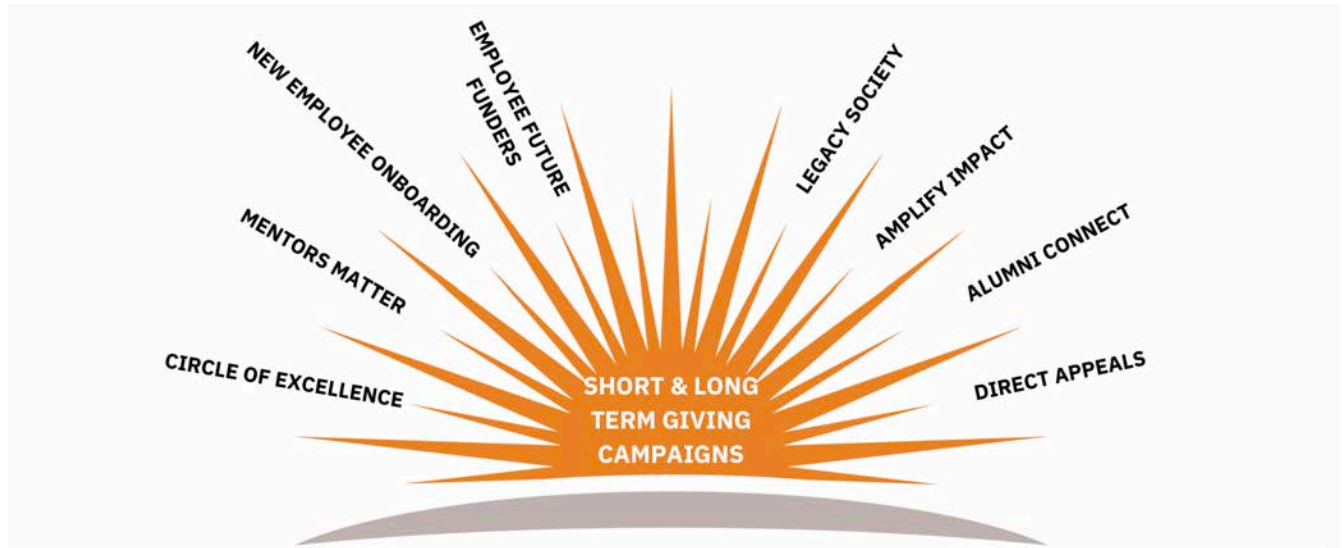 CIRCLE OF EXCELLENCE
MENTORS MATTER
NEW EMPLOYEE ONBOARDING
EMPLOYEE FUTURE
FUNDERS
LEGACY SOCIETY
AMPLIFY IMPACT
ALUMNI CONNECT
DIRECT APPEALS
SHORT & LONG
TERM GIVING
CAMPAIGNS